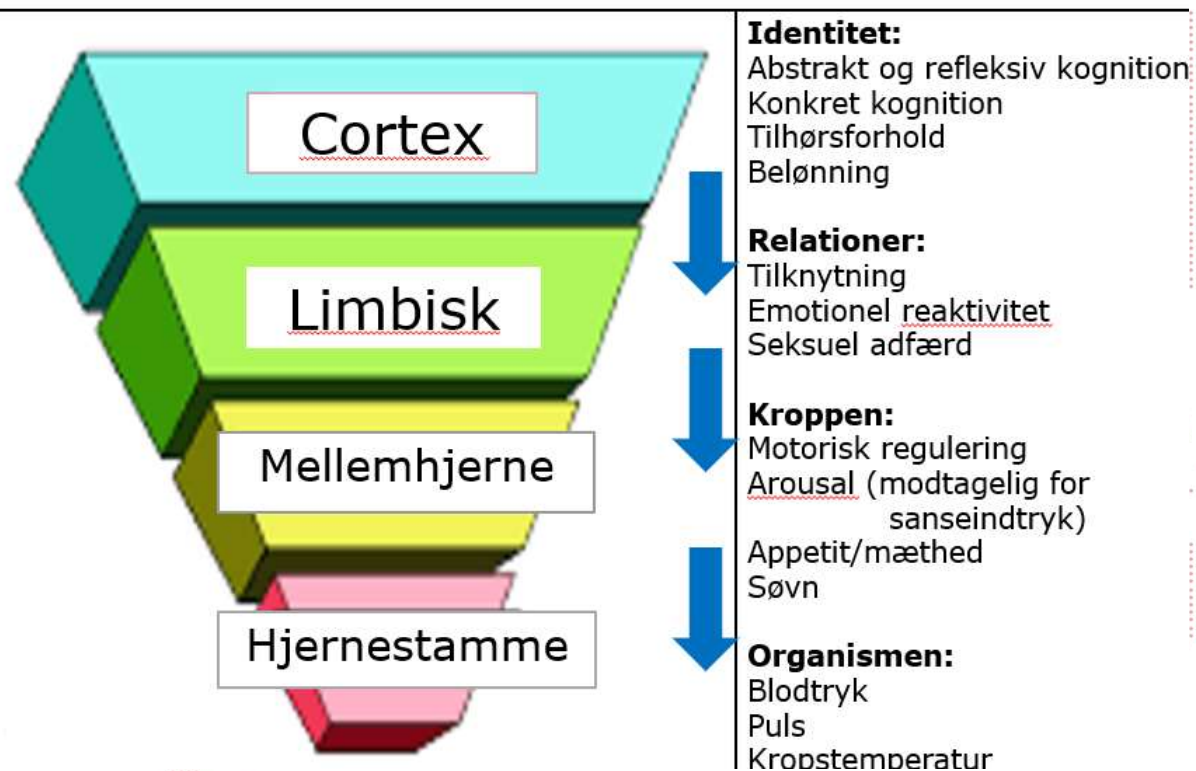 Cortex
Limbisk
Mellemhjerne
Hjernestamme
Identitet:
Abstrakt og refleksiv kognition
Konkret kognition
Tilhørsforhold
Belønning
Relationer:
Tilknytning
Emotionel reaktivitet
Seksuel adfærd
Kroppen:
Motorisk regulering
Arousal (modtagelig for
sanseindtryk)
Appetit/mæthed
Søvn
Organismen:
Blodtryk
Puls
Kropstemperatur